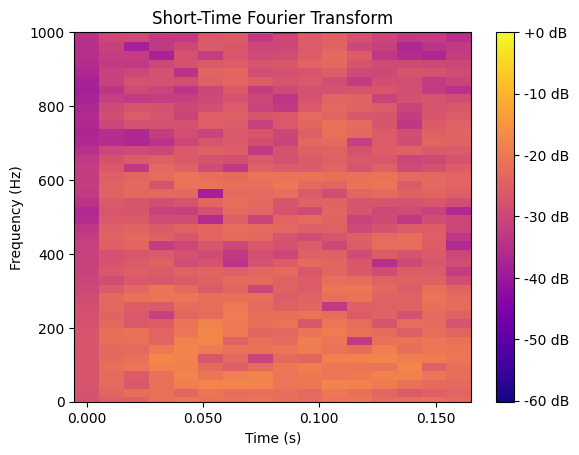 Short-Time Fourier Transform
1000
800
600
400
200
0
Frequency (Hz)
0.000
0.050
0.100
0.150
Time (s)
+0 dB
-10 dB
-20 dB
-30 dB
-40 dB
-50 dB
-60 dB